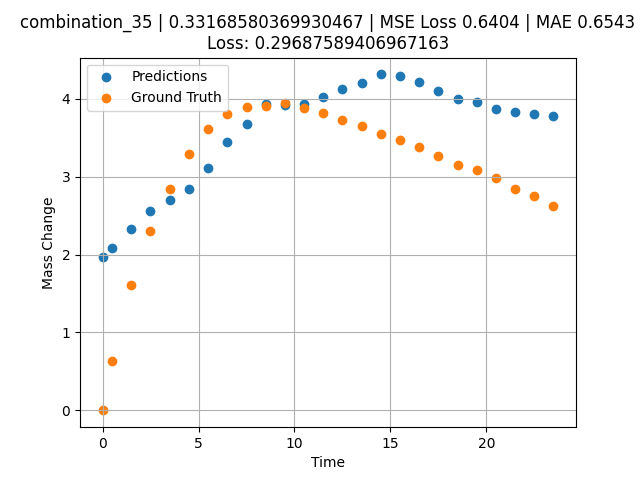 combination_35 | 0.33168580369930467 | MSE Loss 0.6404 | MAE 0.6543
Loss: 0.29687589406967163
Predictions
Ground Truth
Mass Change
4
3
2
1
0
0 5 10 15 20
Time